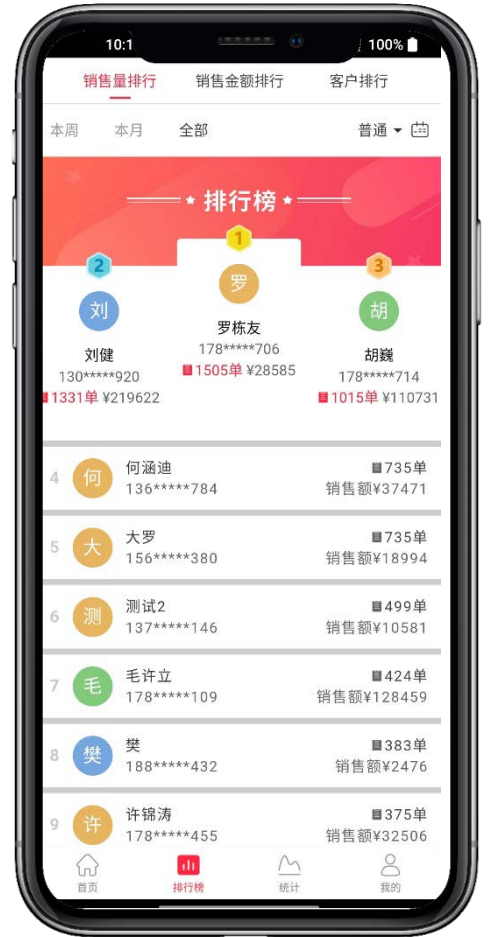 10:1
100%
销售量排行 销售金额排行 客户排行
本周 本月 全部 普通
排行榜
1
罗
罗栋友
178*****706
1505单 ¥28585
2
刘
刘健
130*****920
1331单 ¥219622
3
胡
胡巍
178*****714
1015单 ¥110731
4 何 何涵迪 735单
136*****784 销售额¥37471
5 大 大罗 735单
156*****380 销售额¥18994
6 测 测试2 499单
137*****146 销售额¥10581
7 毛 毛许立 424单
178*****109 销售额¥128459
8 樊 樊 383单
188*****432 销售额¥2476
9 许 许锦涛 375单
178*****455 销售额¥32506
首页 排行榜 统计 我的